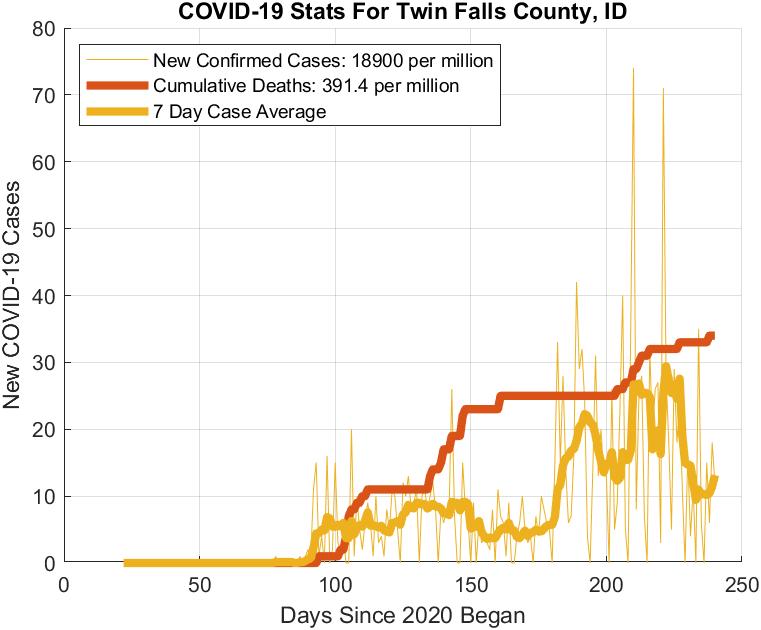 COVID-19 Stats For Twin Falls County, ID
80
70
60
50
40
30
20
10
0
New COVID-19 Cases
New Confirmed Cases: 18900 per million
Cumulative Deaths: 391.4 per million
7 Day Case Average
0 50 100 150 200 250
Days Since 2020 Began